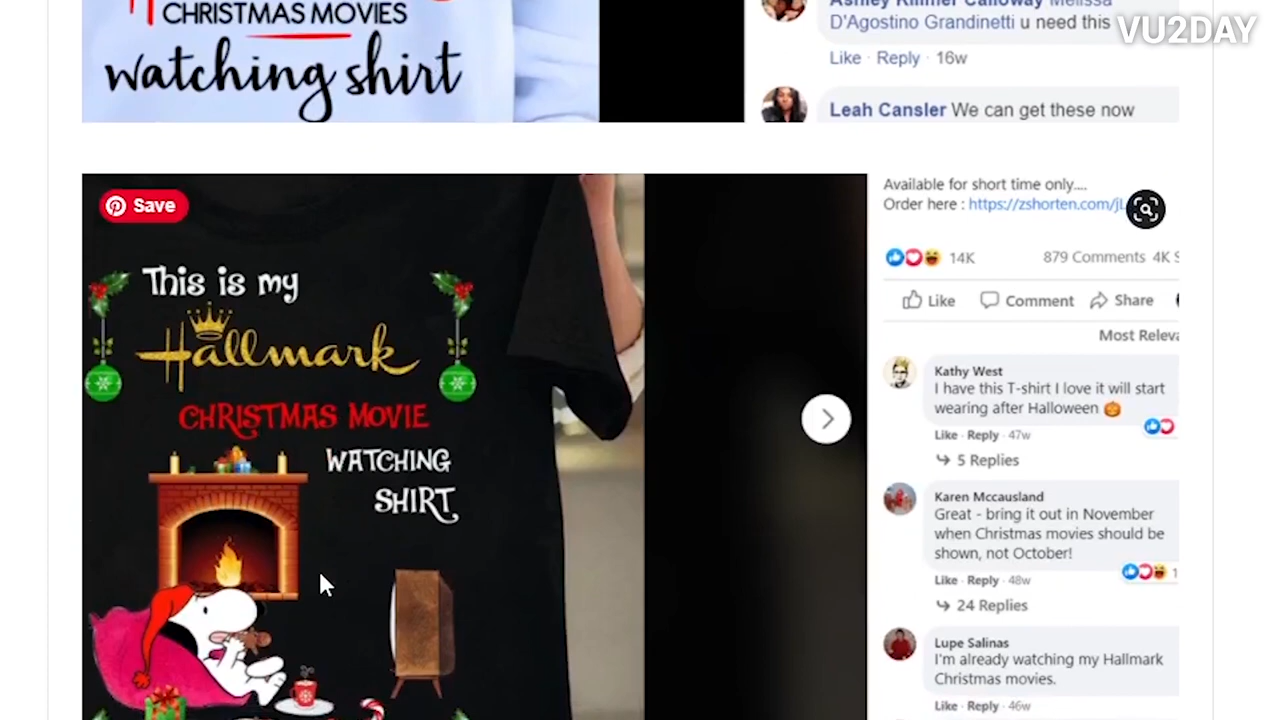 CHRISTMAS MOVIES
watching shirt
Ashley Kilmer Calloway Melissa
D'Agostino Grandinetti u need this
Like · Reply · 16w
Leah Cansler We can get these now
VU2DAY
Save
This is my
Hallmark
CHRISTMAS MOVIE
WATCHING
SHIRT
Available for short time only....
Order here : https://zshorten.com/jL
14K
879 Comments 4K S
Like Comment Share
Most Releva
Kathy West
I have this T-shirt I love it will start
wearing after Halloween 🎃
Like · Reply · 47w
5 Replies
Karen Mccausland
Great - bring it out in November
when Christmas movies should be
shown, not October!
Like · Reply · 48w
1
24 Replies
Lupe Salinas
I'm already watching my Hallmark
Christmas movies.
Like · Reply · 46w